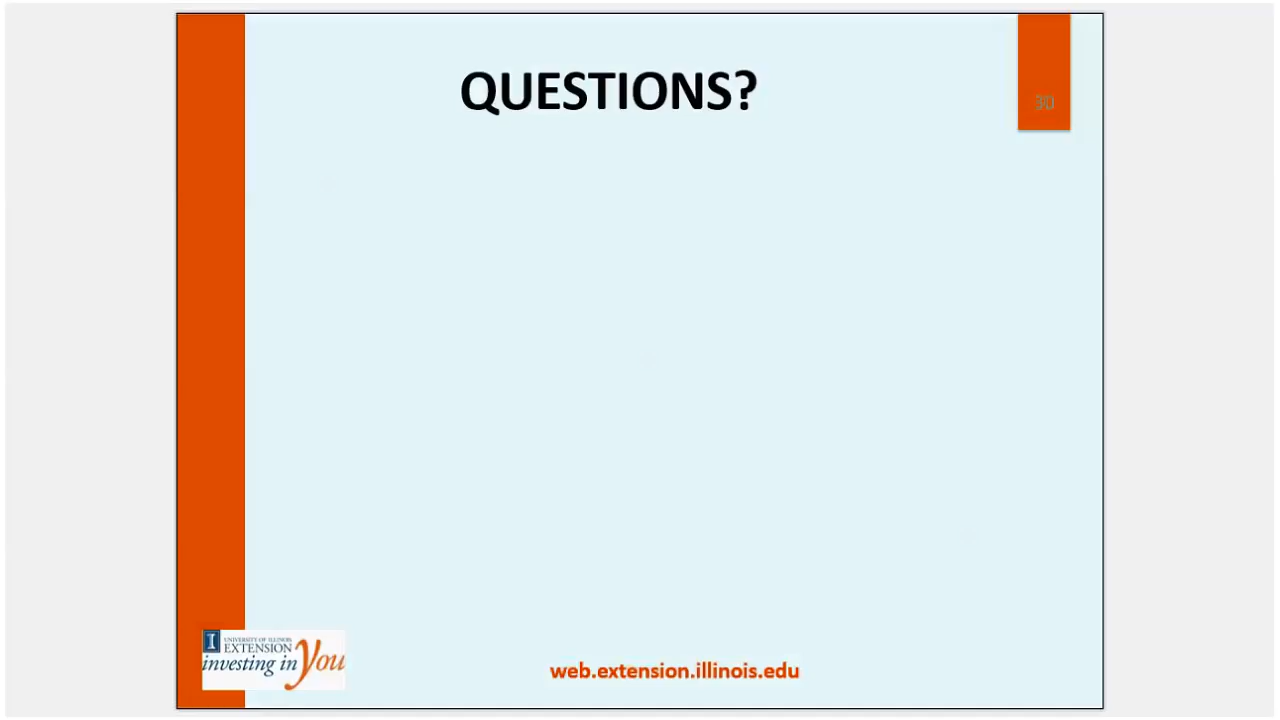 QUESTIONS?
30
UNIVERSITY OF ILLINOIS
EXTENSION
investing in you
web.extension.illinois.edu